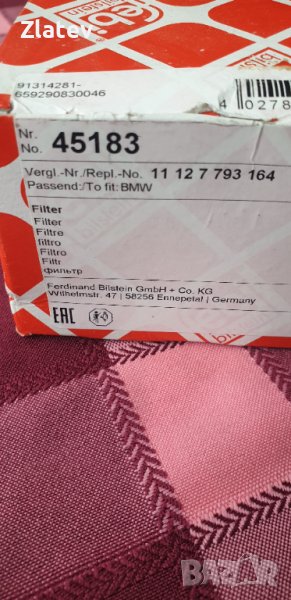 Zlatev
febi
bilstein
91314281-
659290830046
4 0278
Nr.
No. 45183
Vergl.-Nr./Repl.-No. 11 12 7 793 164
Passend:/To fit: BMW
Filter
Filter
Filtre
filtro
Filtro
Filtr
фильтр
Ferdinand Bilstein GmbH + Co. KG
Wilhelmstr. 47 | 58256 Ennepetal | Germany
EAC
BAZAR